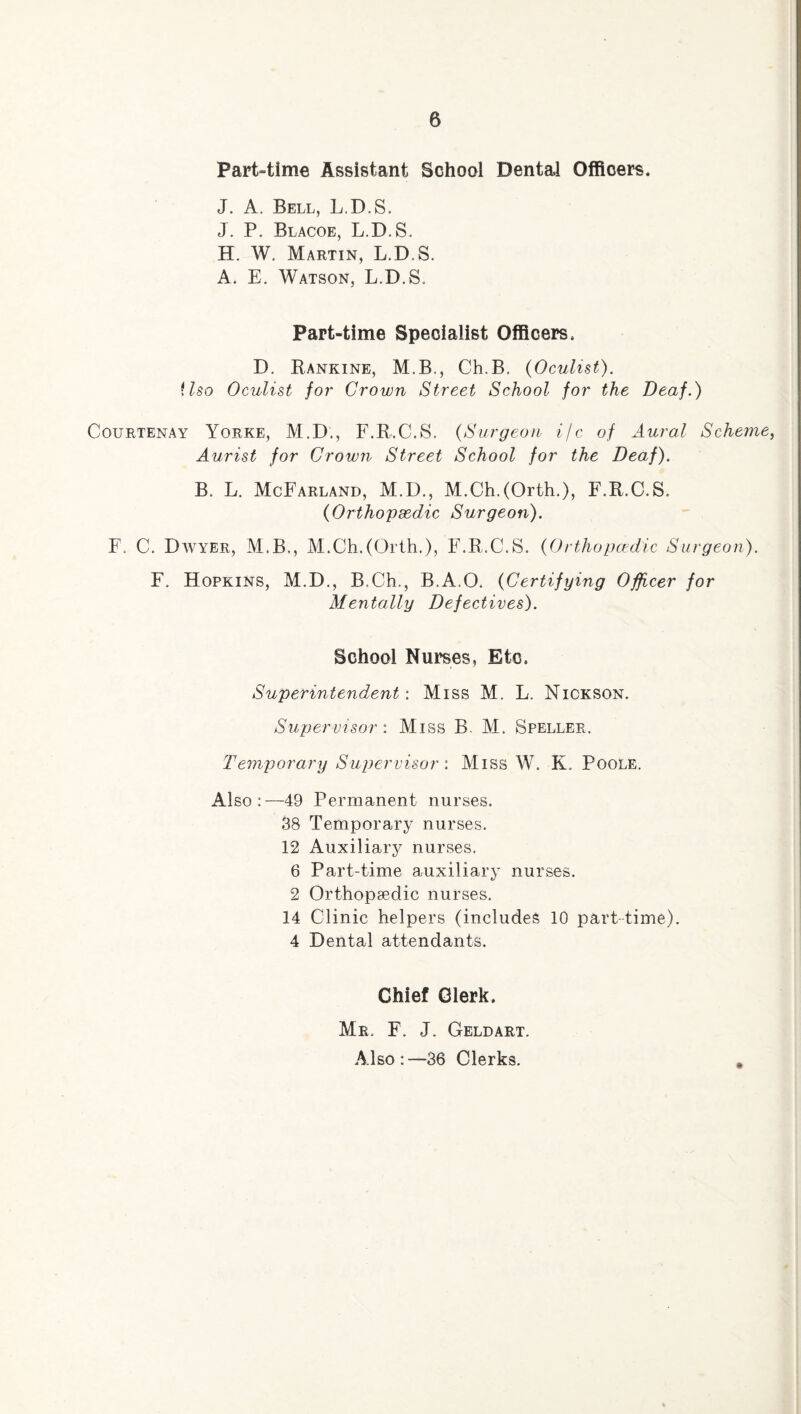 6
Part-time Assistant School Dental Officers.
J. A. Bell, L.D.S.
J. P. Blacoe, L.D.S.
H. W. Martin, L.D.S.
A. E. Watson, L.D.S.
Part-time Specialist Officers.
D. Rankine, M.B., Ch.B. (Oculist).
lso Oculist for Crown Street School for the Deaf.)
Courtenay Yorke, M.D., F.R.C.S. (Surgeon i/c of Aural Scheme,
Aurist for Crown Street School for the Deaf).
B. L. McFarland, M.D., M.Ch.(Orth.), F.R.C.S.
(Orthopædic Surgeon).
F. C. Dwyer, M.B., M.Ch.(Orth.), F.R.C.S. (Orthopædic Surgeon).
F. Hopkins, M.D., B.Ch., B.A.O. (Certifying Officer for
Mentally Defectives).
School Nurses, Etc.
Superintendent: Miss M. L. Nickson.
Supervisor: Miss B. M. Speller.
Temporary Supervisor: Miss W. K. Poole.
Also:—49 Permanent nurses.
38 Temporary nurses.
12 Auxiliary nurses.
6 Part-time auxiliary nurses.
2 Orthopædic nurses.
14 Clinic helpers (includes 10 part-time).
4 Dental attendants.
Chief Clerk.
Mr. F. J. Geldart.
Also:—36 Clerks.